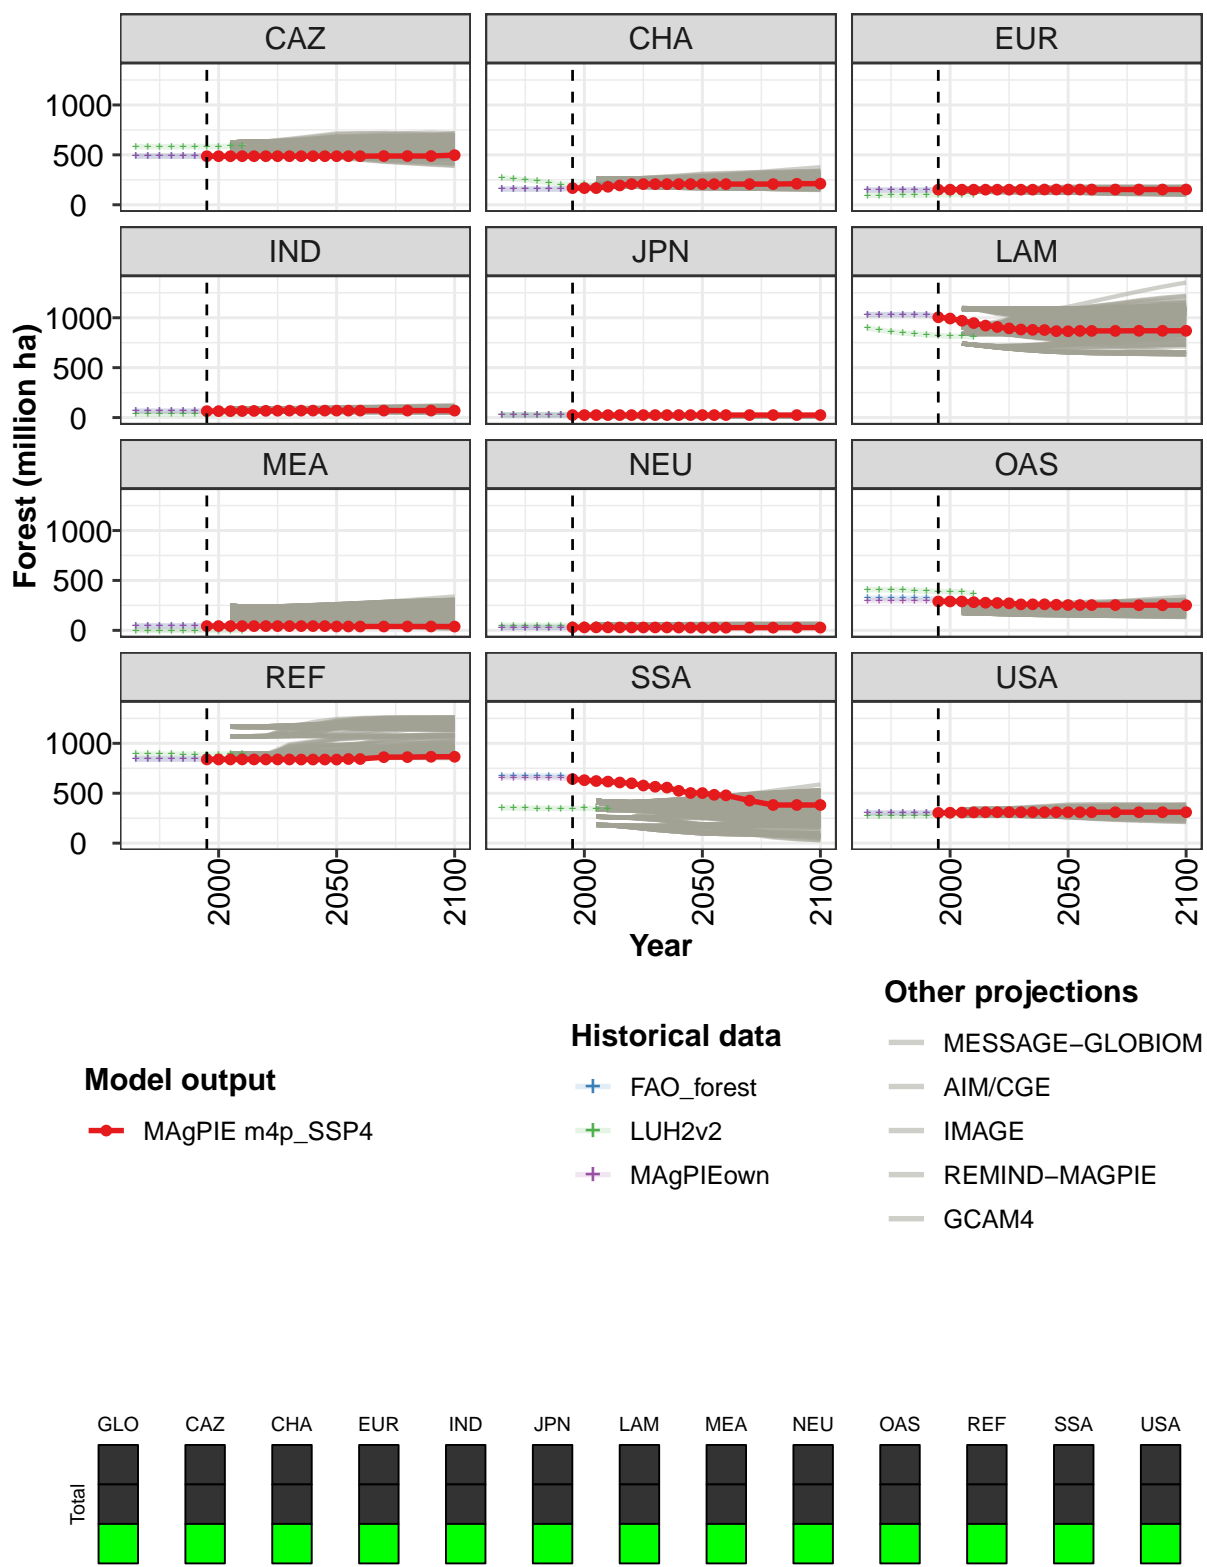 CAZ CHA EUR
1000
500
0
IND JPN LAM
1000
500
0
MEA NEU OAS
1000
500
0
REF SSA USA
1000
500
0
Forest (million ha)
2000 2050 2100 2000 2050 2100 2000 2050 2100
Year
Model output
MAgPIE m4p_SSP4
Historical data
FAO_forest
LUH2v2
MAgPIEown
Other projections
MESSAGE−GLOBIOM
AIM/CGE
IMAGE
REMIND−MAGPIE
GCAM4
GLO CAZ CHA EUR IND JPN LAM MEA NEU OAS REF SSA USA
Total